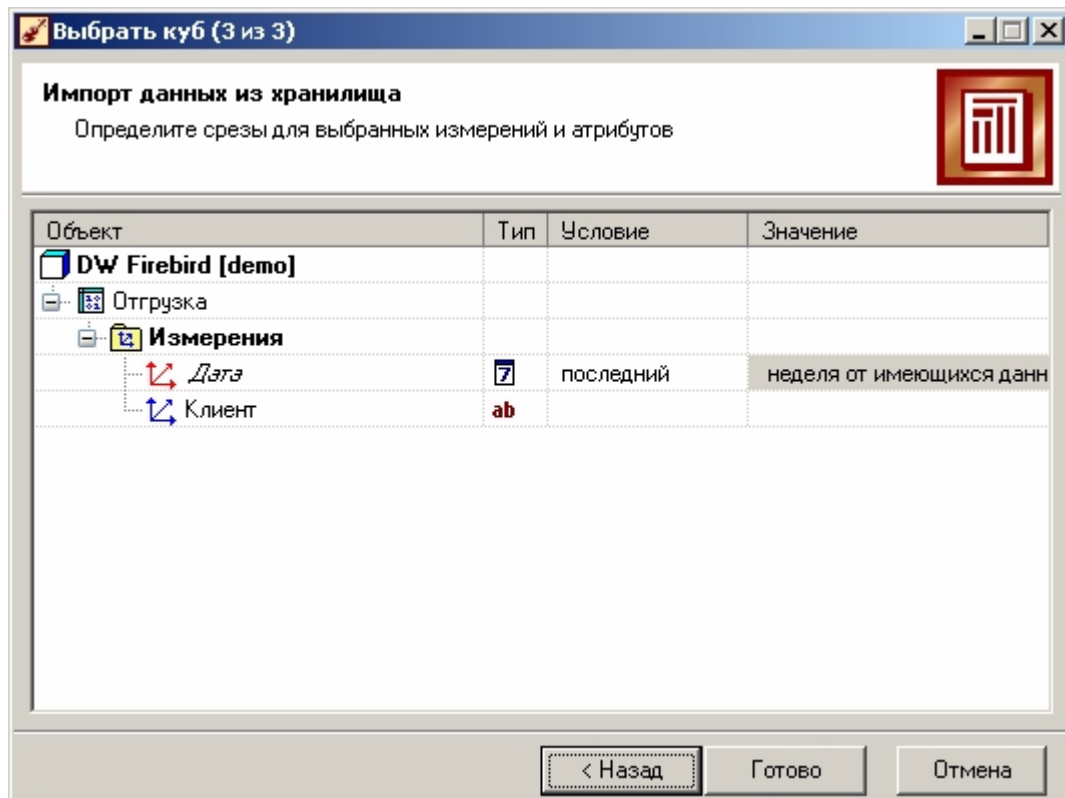 Выбрать куб (3 из 3)
Импорт данных из хранилища
Определите срезы для выбранных измерений и атрибутов
Объект Тип Условие Значение
DW Firebird [demo]
Отгрузка
Измерения
Дата 7 последний неделя от имеющихся данн
Клиент ab
< Назад Готово Отмена